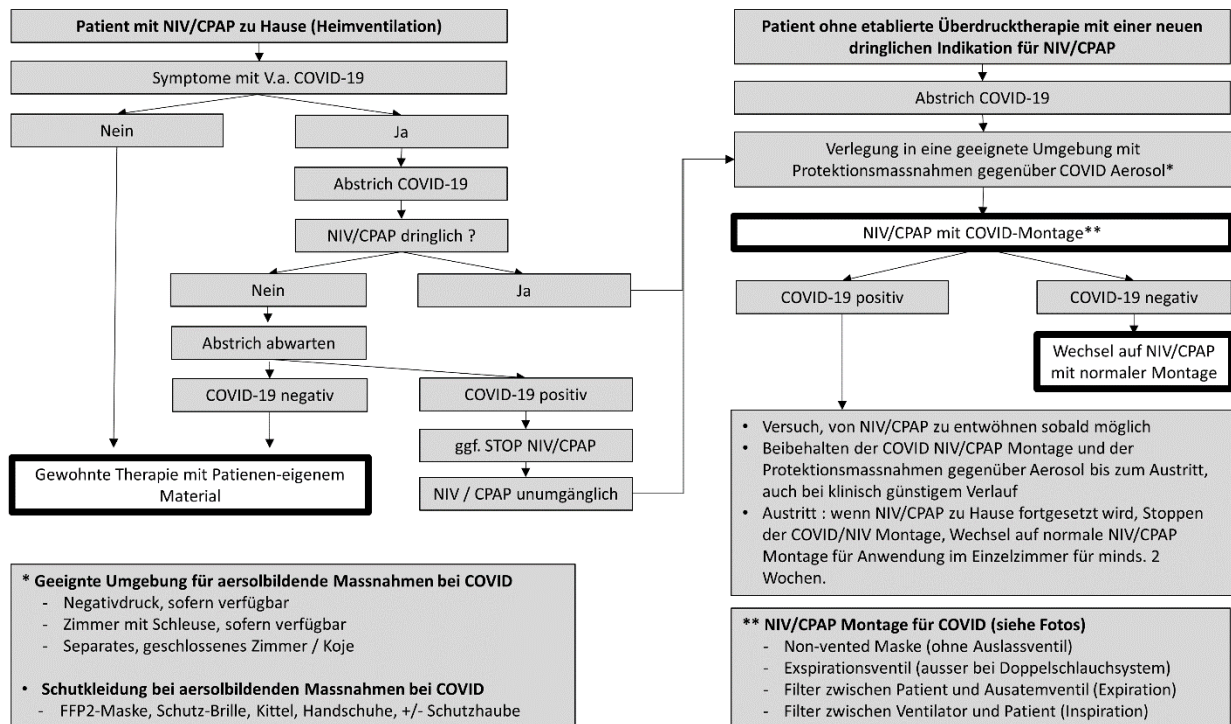 Patient mit NIV/CPAP zu Hause (Heimventilation)
Symptome mit V.a. COVID-19
Nein
Ja
Abstrich COVID-19
NIV/CPAP dringlich ?
Nein
Ja
Abstrich abwarten
COVID-19 negativ
COVID-19 positiv
ggf. STOP NIV/CPAP
NIV / CPAP unumgänglich
Gewohnte Therapie mit Patienen-eigenem
Material
* Geeignte Umgebung für aersolbildende Massnahmen bei COVID
- Negativdruck, sofern verfügbar
- Zimmer mit Schleuse, sofern verfügbar
- Separates, geschlossenes Zimmer / Koje
• Schutkleidung bei aersolbildenden Massnahmen bei COVID
- FFP2-Maske, Schutz-Brille, Kittel, Handschuhe, +/- Schutzhaube
Patient ohne etablierte Überdrucktherapie mit einer neuen
dringlichen Indikation für NIV/CPAP
Abstrich COVID-19
Verlegung in eine geeignete Umgebung mit
Protektionsmassnahmen gegenüber COVID Aerosol*
NIV/CPAP mit COVID-Montage**
COVID-19 positiv
COVID-19 negativ
Wechsel auf NIV/CPAP
mit normaler Montage
• Versuch, von NIV/CPAP zu entwöhnen sobald möglich
• Beibehalten der COVID NIV/CPAP Montage und der
Protektionsmassnahmen gegenüber Aerosol bis zum Austritt,
auch bei klinisch günstigem Verlauf
• Austritt : wenn NIV/CPAP zu Hause fortgesetzt wird, Stoppen
der COVID/NIV Montage, Wechsel auf normale NIV/CPAP
Montage für Anwendung im Einzelzimmer für minds. 2
Wochen.
** NIV/CPAP Montage für COVID (siehe Fotos)
- Non-vented Maske (ohne Auslassventil)
- Exspirationsventil (ausser bei Doppelschlauchsystem)
- Filter zwischen Patient und Ausatemventil (Expiration)
- Filter zwischen Ventilator und Patient (Inspiration)